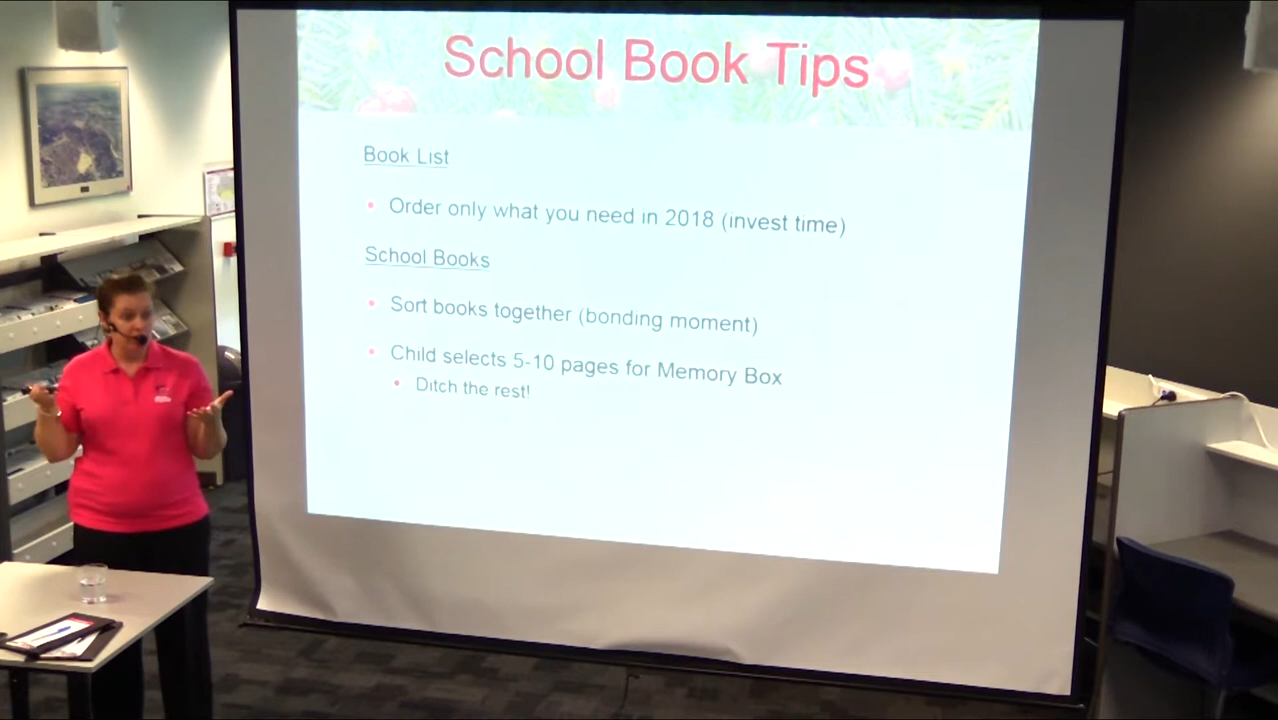 School Book Tips
Book List
• Order only what you need in 2018 (invest time)
School Books
• Sort books together (bonding moment)
• Child selects 5-10 pages for Memory Box
• Ditch the rest!